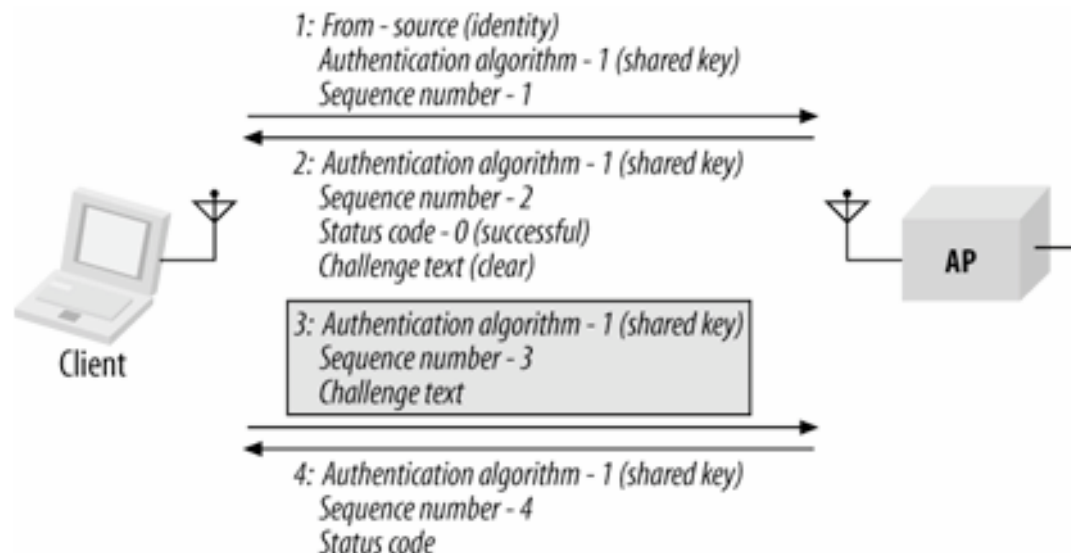 1: From - source (identity)
Authentication algorithm - 1 (shared key)
Sequence number - 1
2: Authentication algorithm - 1 (shared key)
Sequence number - 2
Status code - 0 (successful)
Challenge text (clear)
AP
3: Authentication algorithm - 1 (shared key)
Sequence number - 3
Challenge text
Client
4: Authentication algorithm - 1 (shared key)
Sequence number - 4
Status code